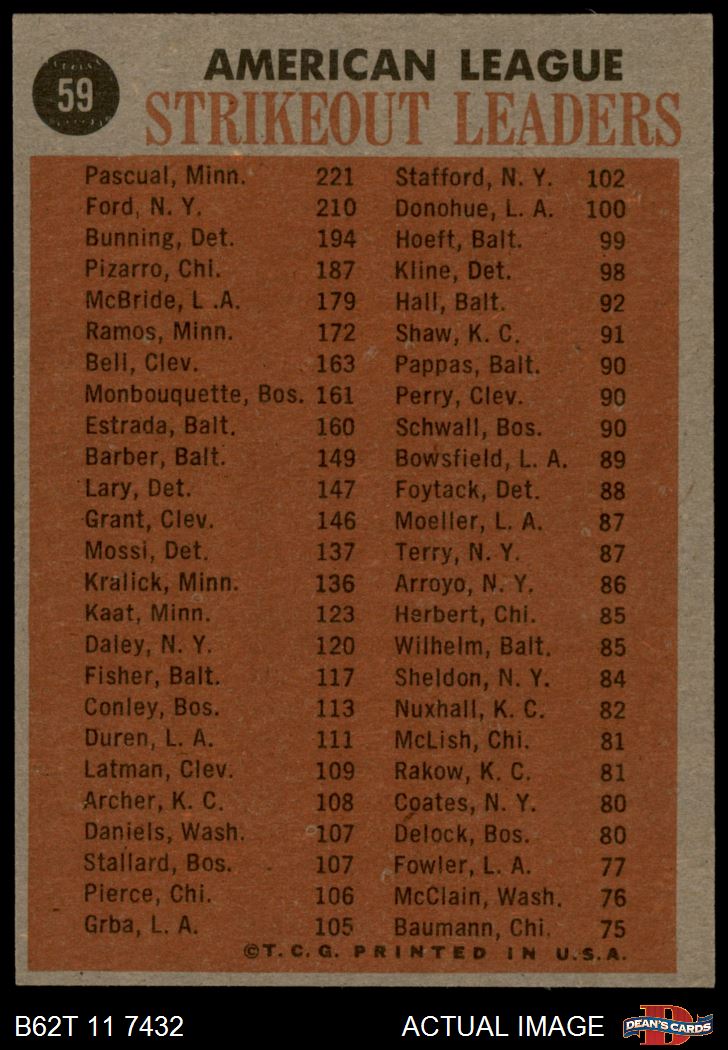 59
AMERICAN LEAGUE
STRIKEOUT LEADERS
Pascual, Minn. 221
Ford, N. Y. 210
Bunning, Det. 194
Pizarro, Chi. 187
McBride, L .A. 179
Ramos, Minn. 172
Bell, Clev. 163
Monbouquette, Bos. 161
Estrada, Balt. 160
Barber, Balt. 149
Lary, Det. 147
Grant, Clev. 146
Mossi, Det. 137
Kralick, Minn. 136
Kaat, Minn. 123
Daley, N. Y. 120
Fisher, Balt. 117
Conley, Bos. 113
Duren, L. A. 111
Latman, Clev. 109
Archer, K. C. 108
Daniels, Wash. 107
Stallard, Bos. 107
Pierce, Chi. 106
Grba, L. A. 105
Stafford, N. Y. 102
Donohue, L. A. 100
Hoeft, Balt. 99
Kline, Det. 98
Hall, Balt. 92
Shaw, K. C. 91
Pappas, Balt. 90
Perry, Clev. 90
Schwall, Bos. 90
Bowsfield, L. A. 89
Foytack, Det. 88
Moeller, L. A. 87
Terry, N. Y. 87
Arroyo, N. Y. 86
Herbert, Chi. 85
Wilhelm, Balt. 85
Sheldon, N. Y. 84
Nuxhall, K. C. 82
McLish, Chi. 81
Rakow, K. C. 81
Coates, N. Y. 80
Delock, Bos. 80
Fowler, L. A. 77
McClain, Wash. 76
Baumann, Chi. 75
©T. C. G. PRINTED IN U.S.A.
B62T 11 7432 ACTUAL IMAGE
D
DEAN'S CARDS